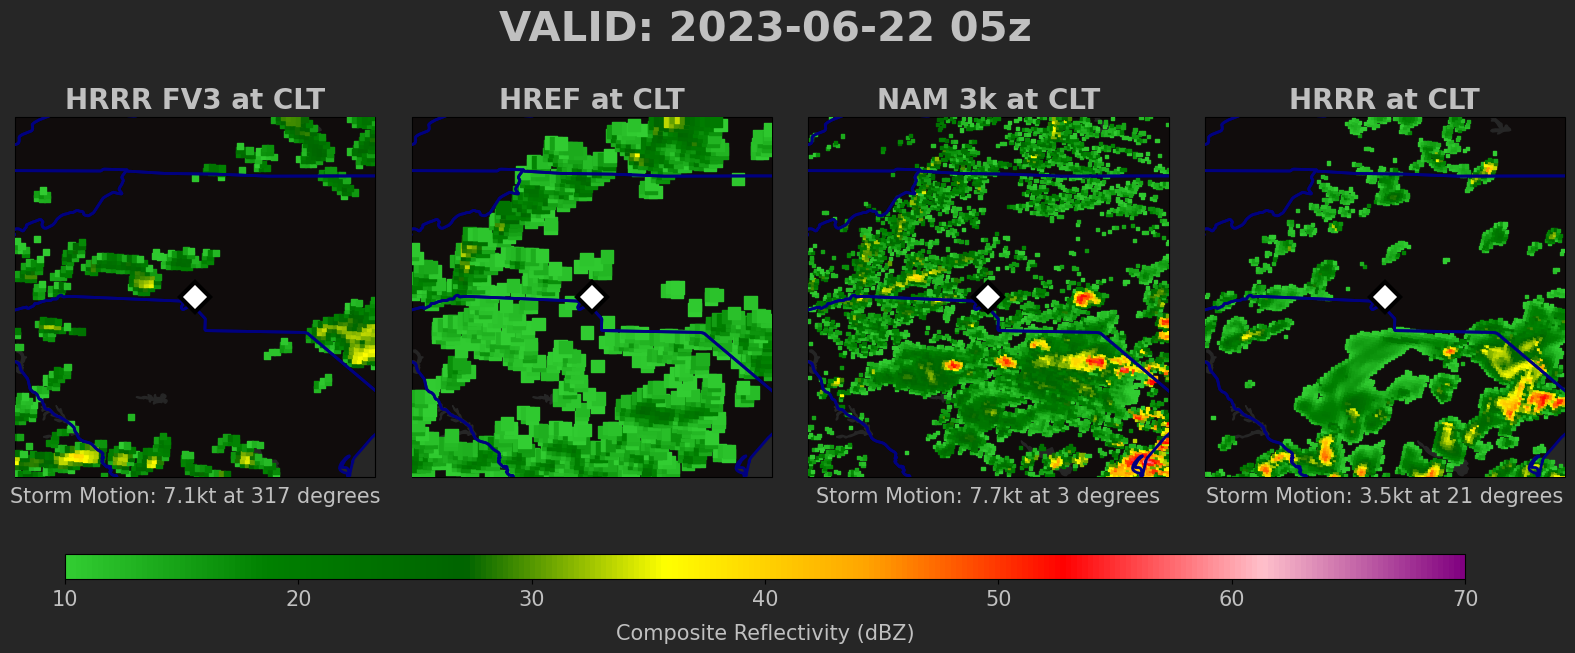 VALID: 2023-06-22 05z
HRRR FV3 at CLT
HREF at CLT
NAM 3k at CLT
HRRR at CLT
Storm Motion: 7.1kt at 317 degrees
Storm Motion: 7.7kt at 3 degrees
Storm Motion: 3.5kt at 21 degrees
10 20 30 40 50 60 70
Composite Reflectivity (dBZ)